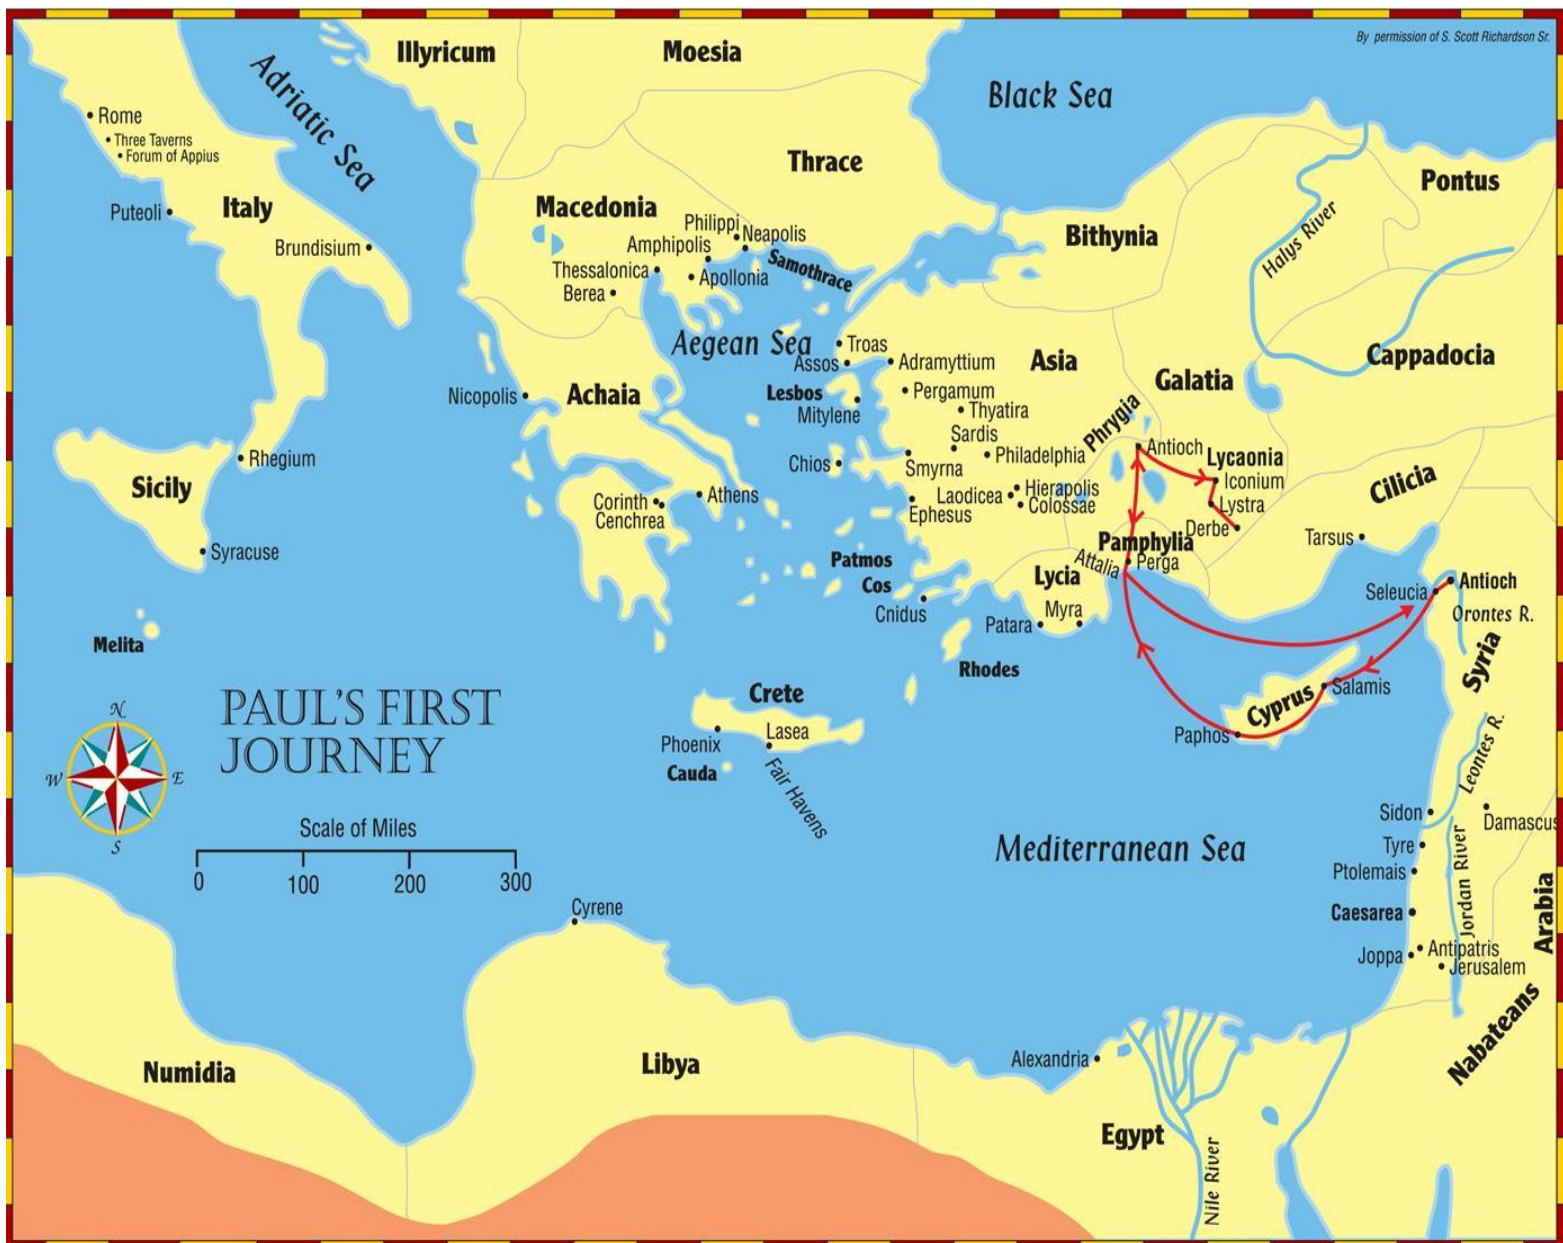 By permission of S. Scott Richardson Sr.
Illyricum
Moesia
Adriatic Sea
Black Sea
Rome
Three Taverns
Forum of Appius
Thrace
Pontus
Puteoli
Italy
Macedonia
Philippi
Neapolis
Bithynia
Halys River
Brundisium
Amphipolis
Samothrace
Thessalonica
Apollonia
Berea
Aegean Sea
Troas
Assos
Adramyttium
Asia
Cappadocia
Galatia
Nicopolis
Achaia
Lesbos
Mitylene
Pergamum
Thyatira
Phrygia
Sardis
Antioch
Lycaonia
Rhegium
Chios
Smyrna
Philadelphia
Iconium
Cilicia
Sicily
Corinth
Cenchrea
Athens
Laodicea
Hierapolis
Colossae
Ephesus
Lystra
Derbe
Tarsus
Syracuse
Patmos
Cos
Pamphylia
Attalia
Perga
Lycia
Cnidus
Patara
Myra
Seleucia
Antioch
Orontes R.
Melita
Rhodes
Syria
Crete
Cyprus
Salamis
PAUL'S FIRST
JOURNEY
Phoenix
Lasea
Paphos
Leontes R.
Cauda
Fair Havens
N
W
E
S
Scale of Miles
0
100
200
300
Mediterranean Sea
Sidon
Damascus
Tyre
Ptolemais
Jordan River
Caesarea
Arabia
Cyrene
Joppa
Antipatris
Jerusalem
Nabateans
Numidia
Libya
Alexandria
Egypt
Nile River